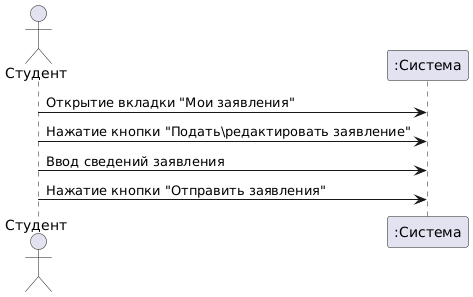 Студент
:Система
Открытие вкладки "Мои заявления"
Нажатие кнопки "Подать\редактировать заявление"
Ввод сведений заявления
Нажатие кнопки "Отправить заявления"
Студент
:Система